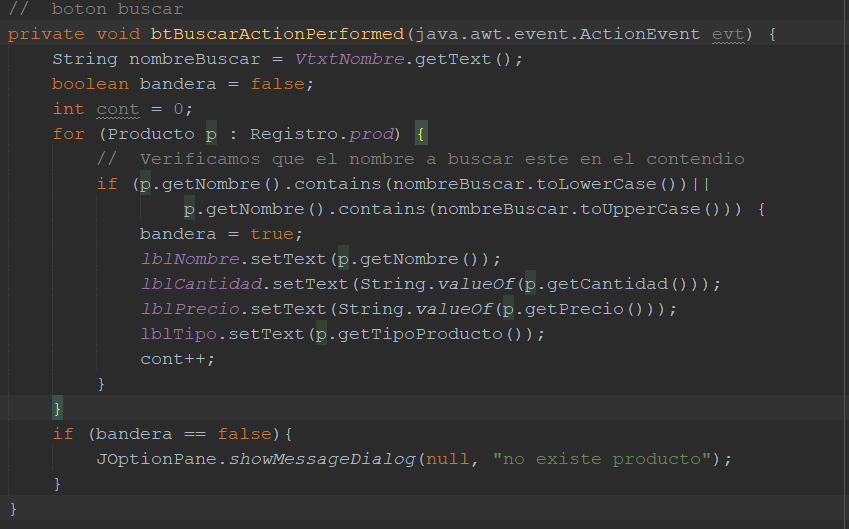 //  boton buscar
private void btBuscarActionPerformed(java.awt.event.ActionEvent evt) {
    String nombreBuscar = VtxtNombre.getText();
    boolean bandera = false;
    int cont = 0;
    for (Producto p : Registro.prod) {
        //  Verificamos que el nombre a buscar este en el contendio
        if (p.getNombre().contains(nombreBuscar.toLowerCase())||
                p.getNombre().contains(nombreBuscar.toUpperCase())) {
            bandera = true;
            lblNombre.setText(p.getNombre());
            lblCantidad.setText(String.valueOf(p.getCantidad()));
            lblPrecio.setText(String.valueOf(p.getPrecio()));
            lblTipo.setText(p.getTipoProducto());
            cont++;
        }
    }
    if (bandera == false){
        JOptionPane.showMessageDialog(null, "no existe producto");
    }
}